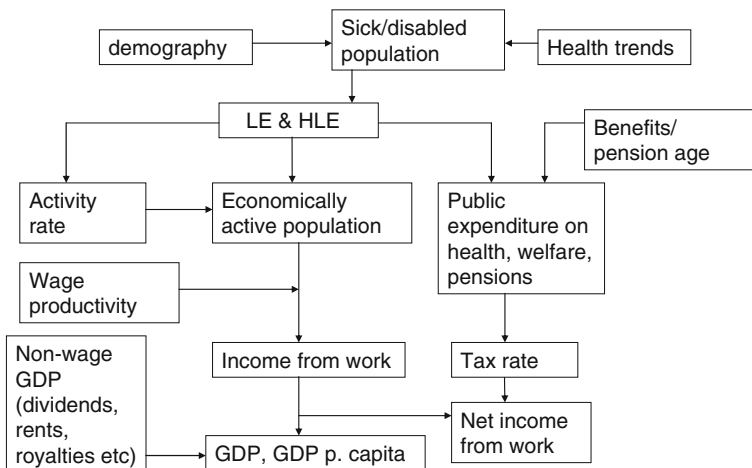 demography
Sick/disabled
population
Health trends
LE & HLE
Benefits/
pension age
Activity
rate
Economically
active population
Public
expenditure on
health, welfare,
pensions
Wage
productivity
Non-wage
GDP
(dividends,
rents,
royalties etc)
Income from work
Tax rate
Net income
from work
GDP, GDP p. capita